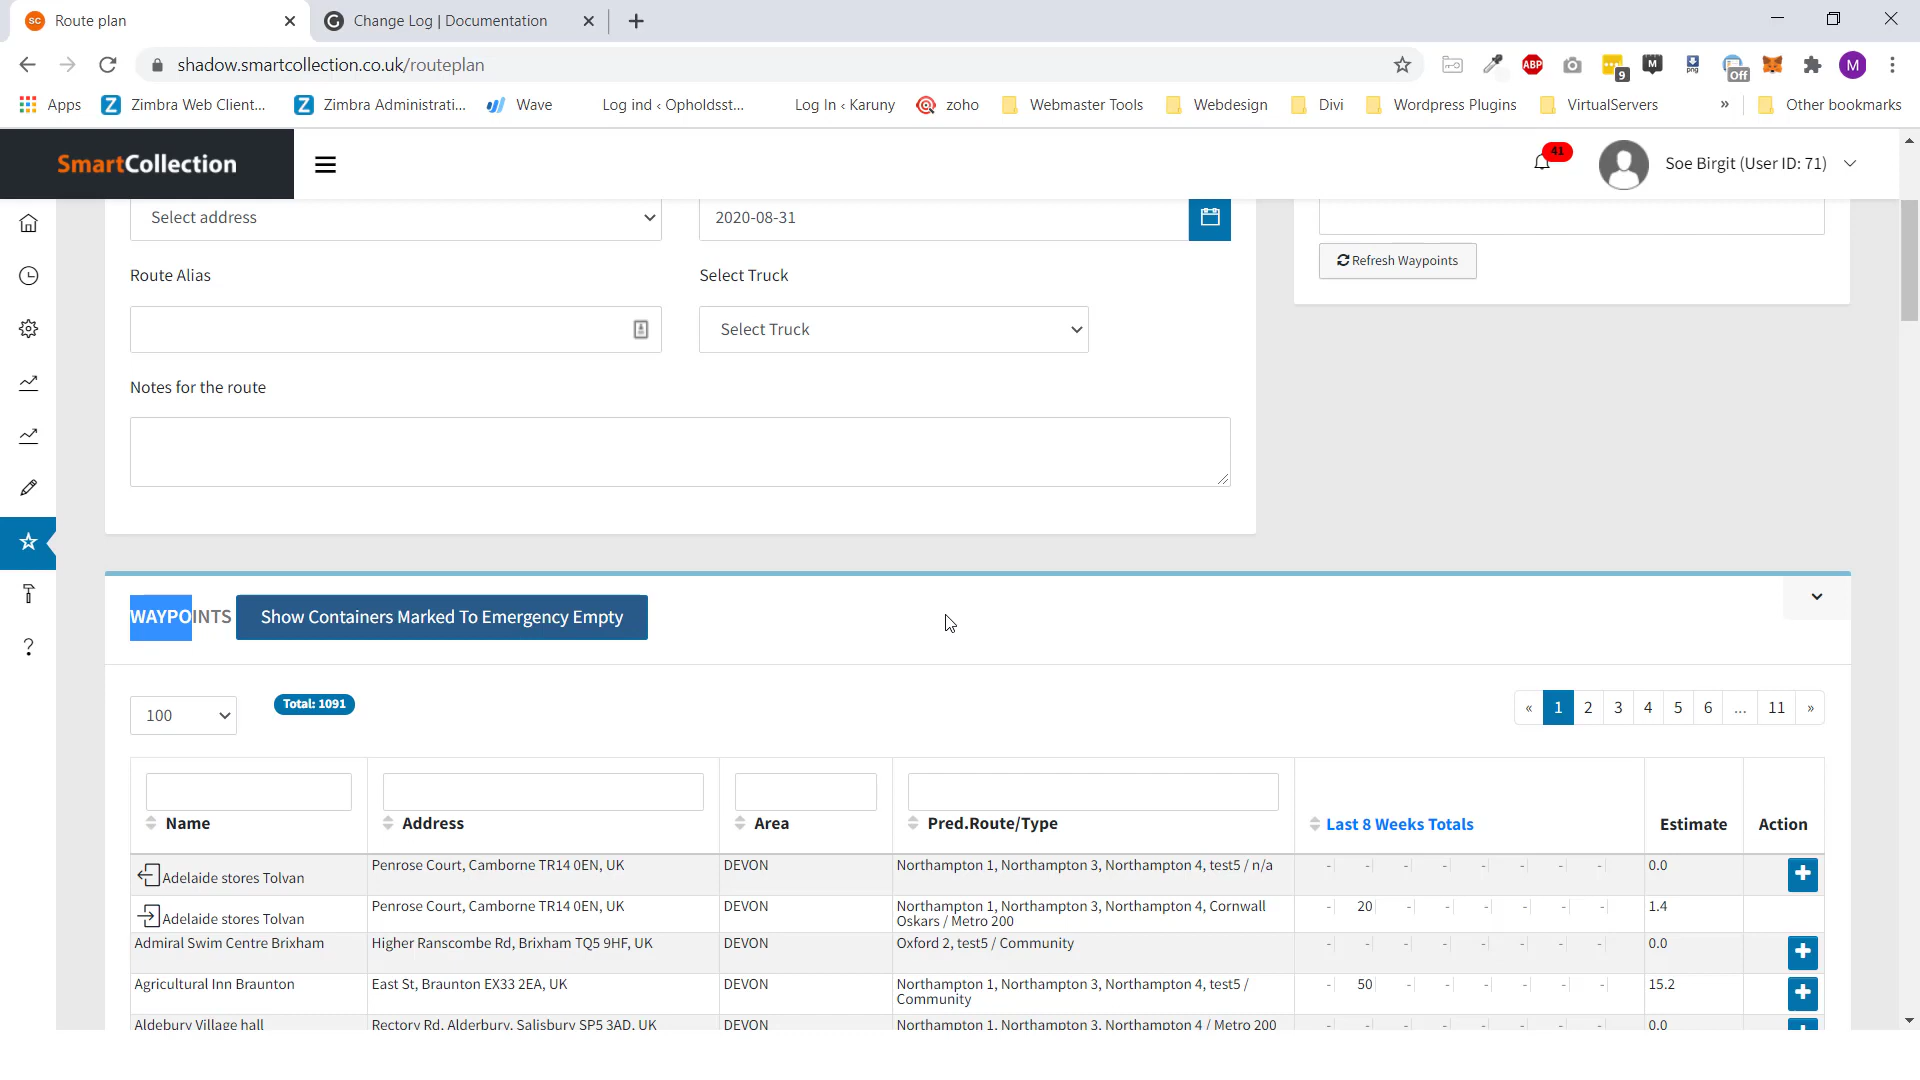 SC Route plan
Change Log | Documentation
shadow.smartcollection.co.uk/routeplan
ABP
9
M
png
Off
M
Apps
Z Zimbra Web Client...
Z Zimbra Administrati...
Wave
Log ind ‹ Opholdsst...
Log In ‹ Karuny
zoho
Webmaster Tools
Webdesign
Divi
Wordpress Plugins
VirtualServers
»
Other bookmarks
SmartCollection
41
Soe Birgit (User ID: 71)
Select address
2020-08-31
Refresh Waypoints
Route Alias
Select Truck
Select Truck
Notes for the route
WAYPOINTS
Show Containers Marked To Emergency Empty
100
Total: 1091
« 1 2 3 4 5 6 ... 11 »
Name Address Area Pred.Route/Type Last 8 Weeks Totals Estimate Action
Adelaide stores Tolvan Penrose Court, Camborne TR14 0EN, UK DEVON Northampton 1, Northampton 3, Northampton 4, test5 / n/a -| -| -| -| -| -| -| -| 0.0 +
Adelaide stores Tolvan Penrose Court, Camborne TR14 0EN, UK DEVON Northampton 1, Northampton 3, Northampton 4, Cornwall -| 20| -| -| -| -| -| -| 1.4
Oskars / Metro 200
Admiral Swim Centre Brixham Higher Ranscombe Rd, Brixham TQ5 9HF, UK DEVON Oxford 2, test5 / Community -| -| -| -| -| -| -| -| 0.0 +
Agricultural Inn Braunton East St, Braunton EX33 2EA, UK DEVON Northampton 1, Northampton 3, Northampton 4, test5 / -| 50| -| -| -| -| -| -| 15.2 +
Community
Aldebury Village hall Rectory Rd, Alderbury, Salisbury SP5 3AD, UK DEVON Northampton 1, Northampton 3, Northampton 4 / Metro 200 -| -| -| -| -| -| -| -| 0.0 +